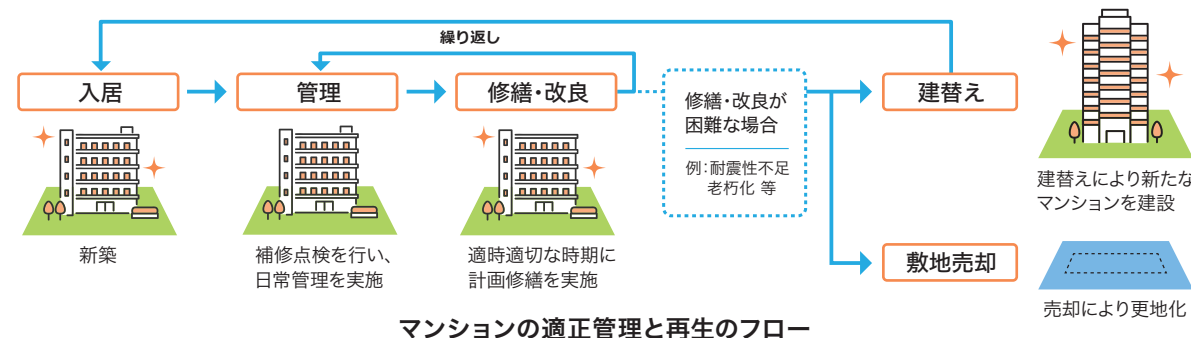 繰り返し
入居
管理
修繕・改良
修繕・改良が
困難な場合
例：耐震性不足
老朽化 等
建替え
敷地売却
新築
補修点検を行い、
日常管理を実施
適時適切な時期に
計画修繕を実施
建替えにより新たな
マンションを建設
売却により更地化
マンションの適正管理と再生のフロー